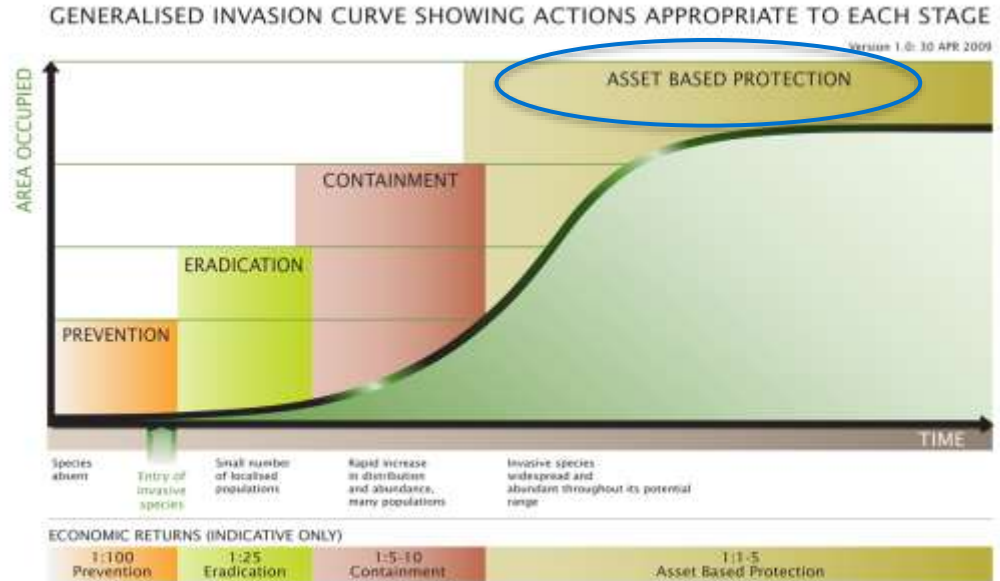 GENERALISED INVASION CURVE SHOWING ACTIONS APPROPRIATE TO EACH STAGE
Version 1.0: 30 APR 2009
AREA OCCUPIED
ASSET BASED PROTECTION
CONTAINMENT
ERADICATION
PREVENTION
TIME
Species
absent
Entry of
invasive
species
Small number
of localised
populations
Rapid increase
in distribution
and abundance,
many populations
Invasive species
widespread and
abundant throughout its potential
range
ECONOMIC RETURNS (INDICATIVE ONLY)
1:100
Prevention
1:25
Eradication
1:5-10
Containment
1:1-5
Asset Based Protection